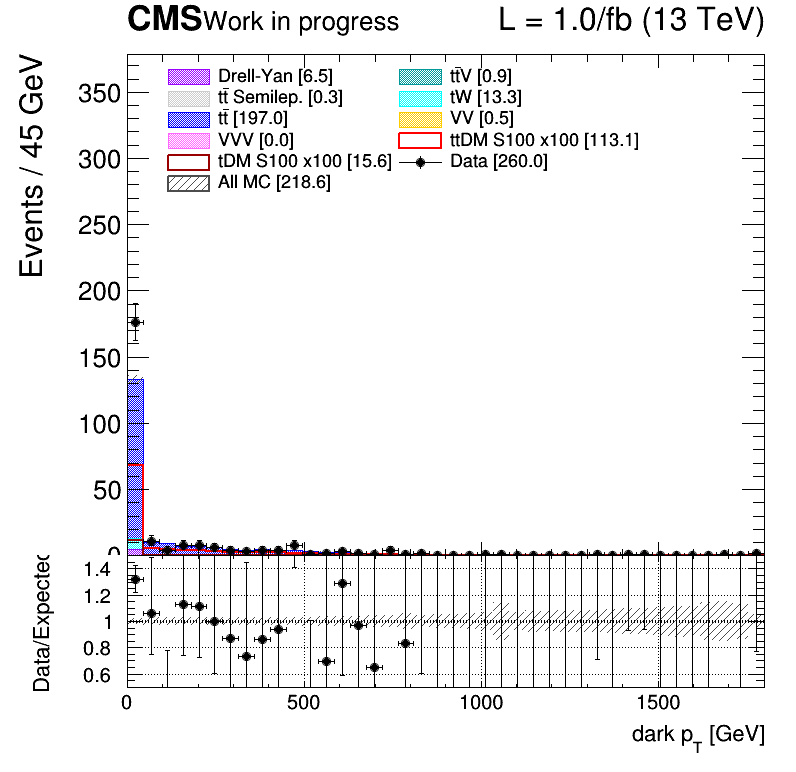 CMS Work in progress L = 1.0/fb (13 TeV)
Events / 45 GeV
350
300
250
200
150
100
50
0
Drell-Yan [6.5]
tt̄V [0.9]
tt̄ Semilep. [0.3]
tW [13.3]
tt̄ [197.0]
VV [0.5]
VVV [0.0]
ttDM S100 x100 [113.1]
tDM S100 x100 [15.6]
Data [260.0]
All MC [218.6]
Data/Expected
1.4
1.2
1
0.8
0.6
0 500 1000 1500
dark p_T [GeV]